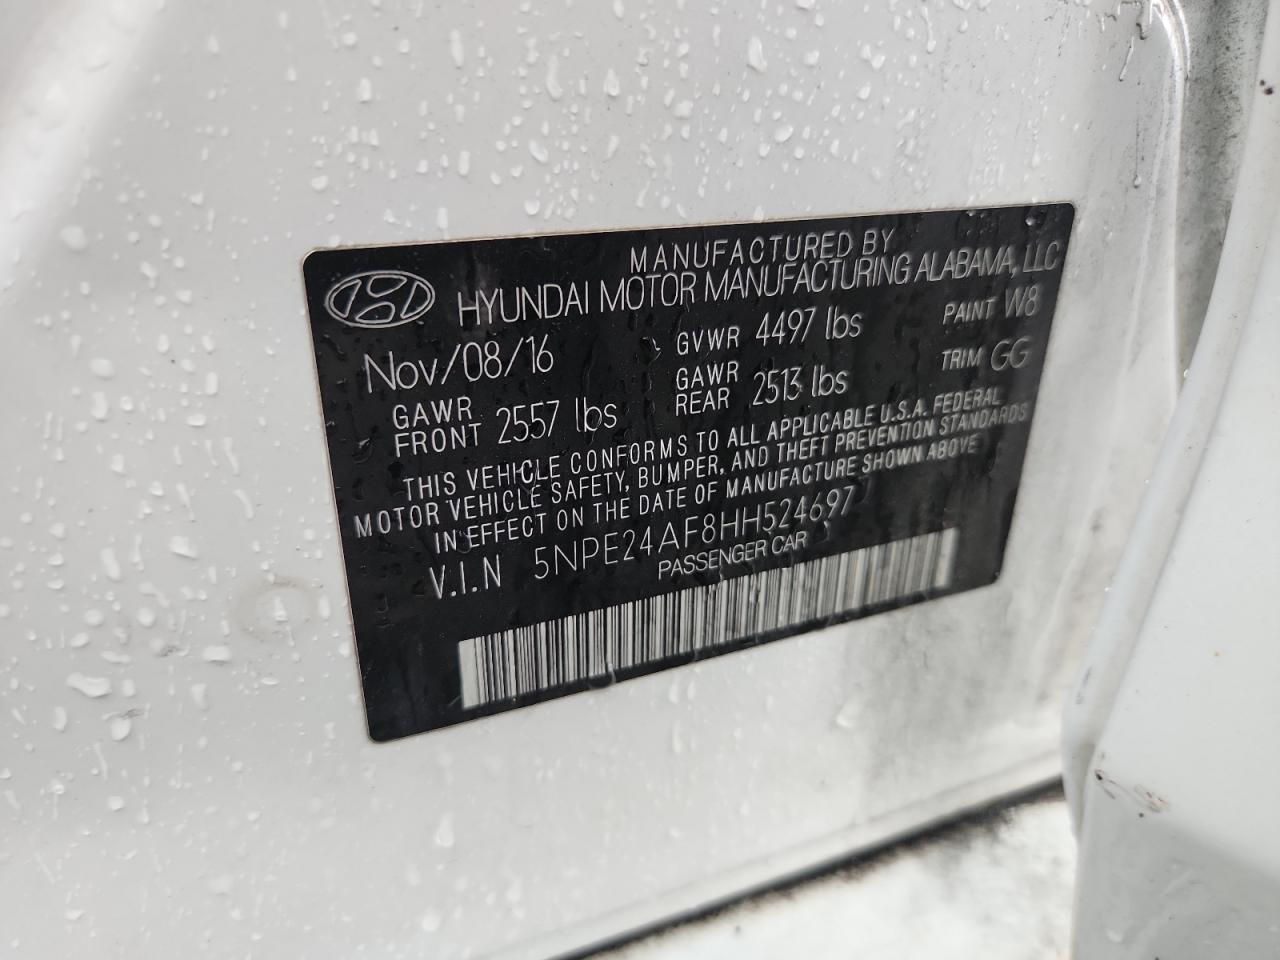 MANUFACTURED BY
HYUNDAI MOTOR MANUFACTURING ALABAMA, LLC
Nov/08/16 GVWR 4497 lbs PAINT W8
GAWR FRONT 2557 lbs GAWR REAR 2513 lbs TRIM GG
THIS VEHICLE CONFORMS TO ALL APPLICABLE U.S.A. FEDERAL
MOTOR VEHICLE SAFETY, BUMPER, AND THEFT PREVENTION STANDARDS
IN EFFECT ON THE DATE OF MANUFACTURE SHOWN ABOVE
V.I.N 5NPE24AF8HH524697
PASSENGER CAR